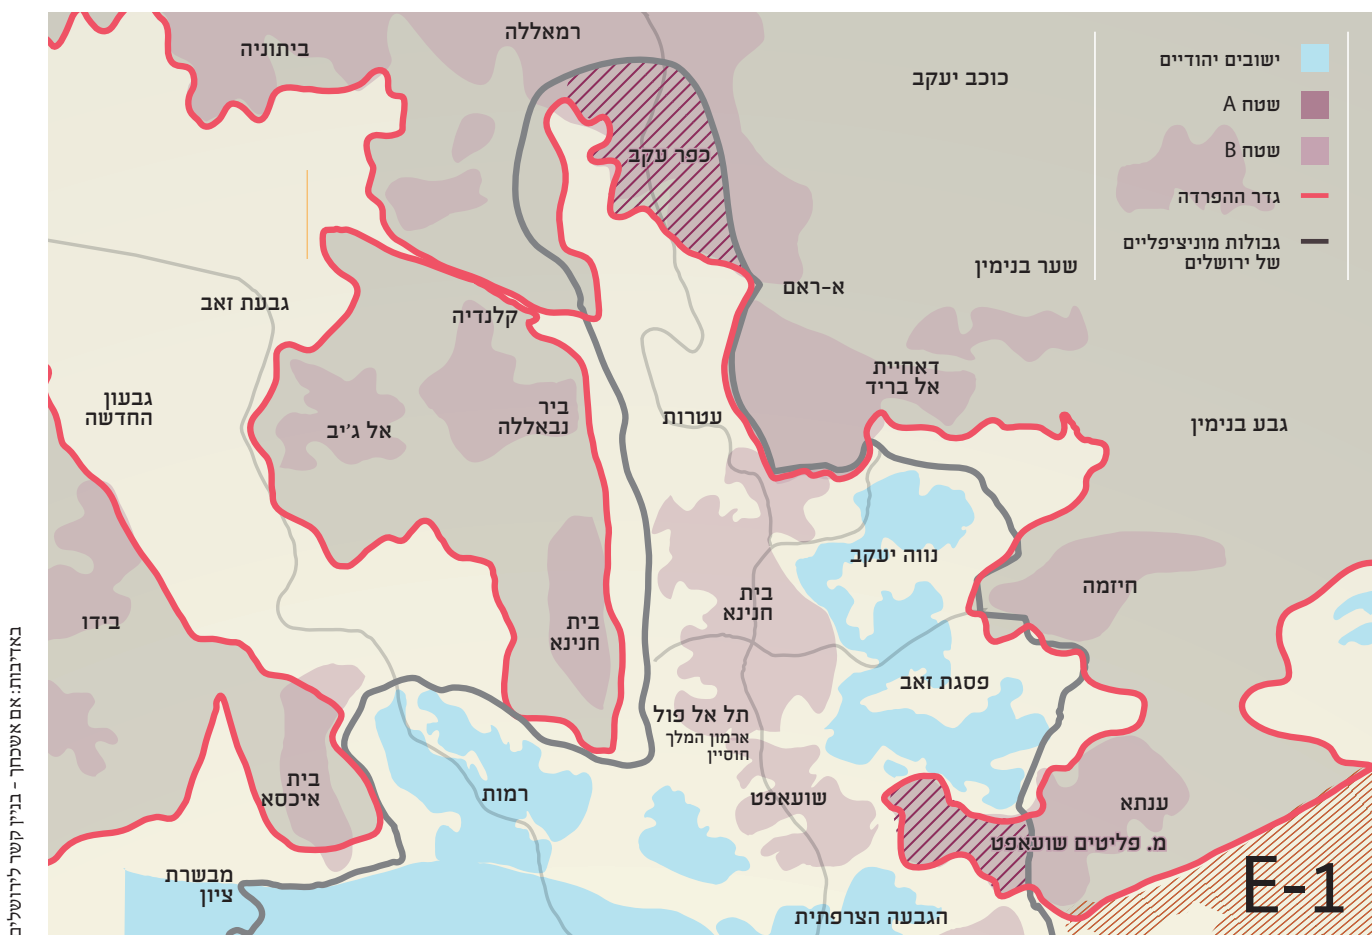 רמאללה
ביתוניה
כוכב יעקב
ישובים יהודיים
שטח A
שטח B
גדר ההפרדה
גבולות מוניציפליים
של ירושלים
כפר עקב
שער בנימין
א-ראם
גבעת זאב
קלנדיה
דאחיית
אל בריד
גבעון
החדשה
ביר
נבאללה
עטרות
אל ג'יב
גבע בנימין
נווה יעקב
חיזמה
בית
חנינא
בידו
בית
חנינא
פסגת זאב
תל אל פול
ארמון המלך
חוסיין
בית
איכסא
רמות
שועאפט
ענתא
מ. פליטים שועאפט
מבשרת
ציון
E-1
הגבעה הצרפתית
באדיבות: אם אשכחך - בניין קשר לירושלים